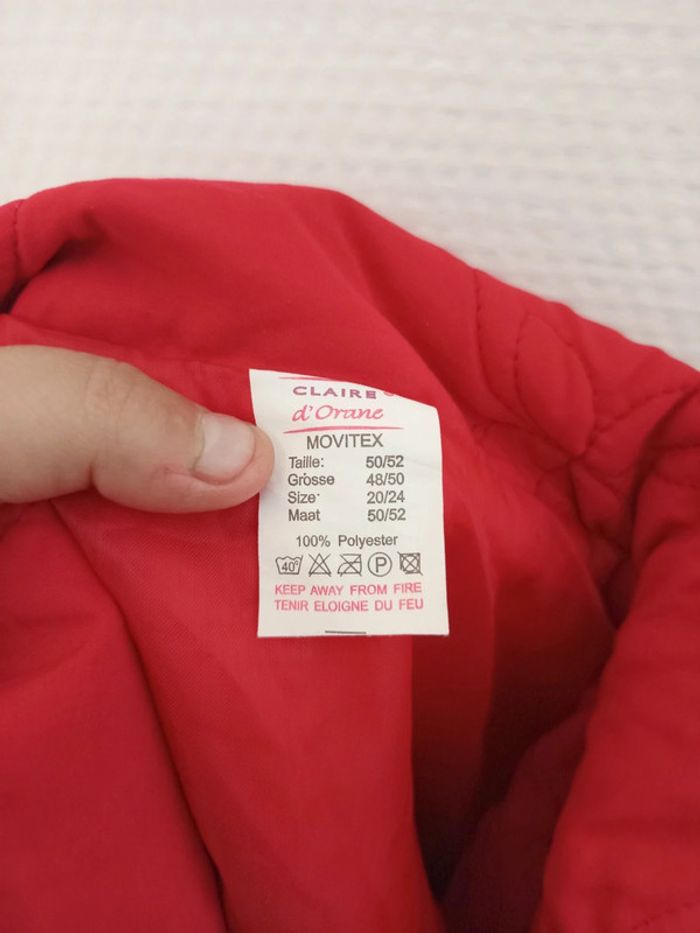 CLAIRE
d'Orane
MOVITEX
Taille: 50/52
Grösse 48/50
Size: 20/24
Maat 50/52
100% Polyester
40° P
KEEP AWAY FROM FIRE
TENIR ELOIGNE DU FEU